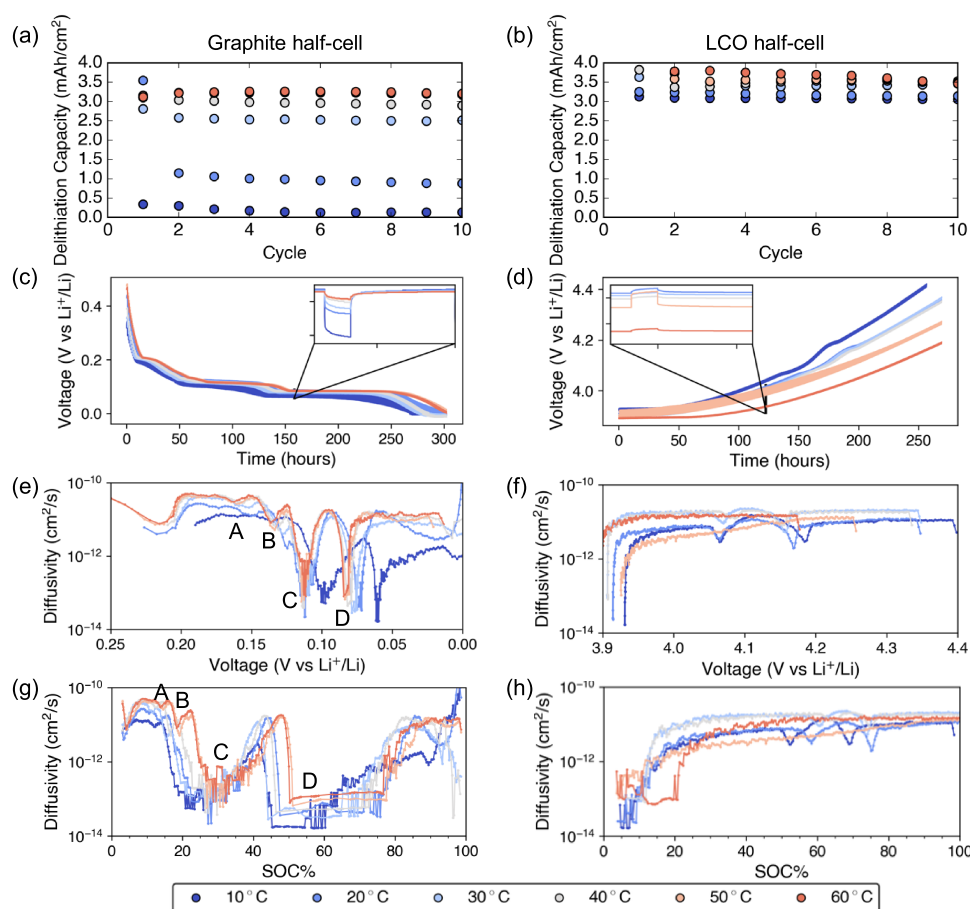 (a)
Graphite half-cell
Delithiation Capacity (mAh/cm²)
4.0
3.5
3.0
2.5
2.0
1.5
1.0
0.5
0.0
0 2 4 6 8 10
Cycle
(b)
LCO half-cell
Delithiation Capacity (mAh/cm²)
4.0
3.5
3.0
2.5
2.0
1.5
1.0
0.5
0.0
0 2 4 6 8 10
Cycle
(c)
Voltage (V vs Li⁺/Li)
0.4
0.2
0.0
0 50 100 150 200 250 300
Time (hours)
(d)
Voltage (V vs Li⁺/Li)
4.4
4.2
4.0
0 50 100 150 200 250
Time (hours)
(e)
Diffusivity (cm²/s)
10⁻¹⁰
10⁻¹²
10⁻¹⁴
A
B
C
D
0.25 0.20 0.15 0.10 0.05 0.00
Voltage (V vs Li⁺/Li)
(f)
Diffusivity (cm²/s)
10⁻¹⁰
10⁻¹²
10⁻¹⁴
3.9 4.0 4.1 4.2 4.3 4.4
Voltage (V vs Li⁺/Li)
(g)
Diffusivity (cm²/s)
10⁻¹⁰
10⁻¹²
10⁻¹⁴
A
B
C
D
0 20 40 60 80 100
SOC%
(h)
Diffusivity (cm²/s)
10⁻¹⁰
10⁻¹²
10⁻¹⁴
0 20 40 60 80 100
SOC%
10°C 20°C 30°C 40°C 50°C 60°C